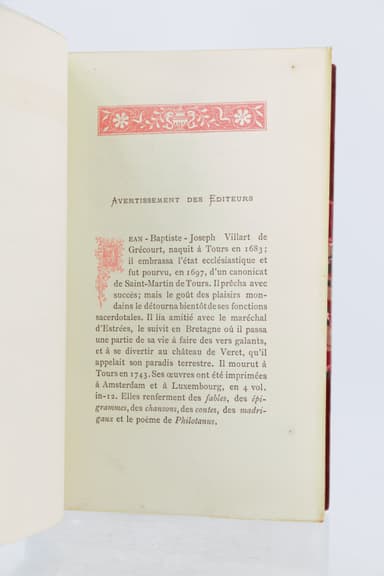 AVERTISSEMENT DES EDITEURS
JEAN-Baptiste-Joseph Villart de
Grécourt, naquit à Tours en 1683;
il embrassa l'état ecclésiastique et
fut pourvu, en 1697, d'un canonicat
de Saint-Martin de Tours. Il prêcha avec
succès; mais le goût des plaisirs mon-
dains le détourna bientôt de ses fonctions
sacerdotales. Il lia amitié avec le maréchal
d'Estrées, le suivit en Bretagne où il passa
une partie de sa vie à faire des vers galants,
et à se divertir au château de Veret, qu'il
appelait son paradis terrestre. Il mourut à
Tours en 1743. Ses œuvres ont été imprimées
à Amsterdam et à Luxembourg, en 4 vol.
in-12. Elles renferment des fables, des épi-
grammes, des chansons, des contes, des madri-
gaux et le poème de Philotanus.